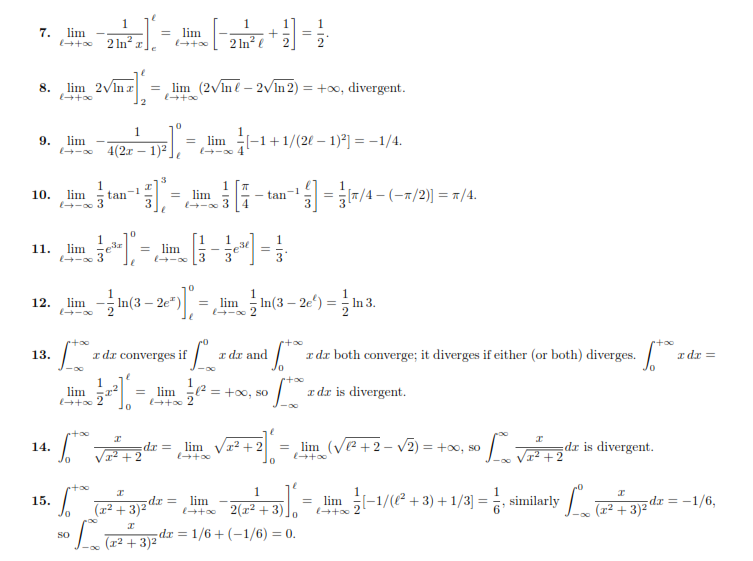 7. lim_{ℓ→+∞} −1/(2 ln² x)]_e^ℓ = lim_{ℓ→+∞} [−1/(2 ln² ℓ) + 1/2] = 1/2.
8. lim_{ℓ→+∞} 2√(ln x)]_2^ℓ = lim_{ℓ→+∞} (2√(ln ℓ) − 2√(ln 2)) = +∞, divergent.
9. lim_{ℓ→−∞} −1/(4(2x − 1)²)]_ℓ^0 = lim_{ℓ→−∞} 1/4[−1 + 1/(2ℓ − 1)²] = −1/4.
10. lim_{ℓ→−∞} 1/3 tan⁻¹ x/3]_ℓ^3 = lim_{ℓ→−∞} 1/3 [π/4 − tan⁻¹ ℓ/3] = 1/3[π/4 − (−π/2)] = π/4.
11. lim_{ℓ→−∞} 1/3 e^{3x}]_ℓ^0 = lim_{ℓ→−∞} [1/3 − 1/3 e^{3ℓ}] = 1/3.
12. lim_{ℓ→−∞} −1/2 ln(3 − 2e^x)]_ℓ^0 = lim_{ℓ→−∞} 1/2 ln(3 − 2e^ℓ) = 1/2 ln 3.
13. ∫_{−∞}^{+∞} x dx converges if ∫_{−∞}^0 x dx and ∫_0^{+∞} x dx both converge; it diverges if either (or both) diverges. ∫_0^{+∞} x dx =
lim_{ℓ→+∞} 1/2 x²]_0^ℓ = lim_{ℓ→+∞} 1/2 ℓ² = +∞, so ∫_{−∞}^{+∞} x dx is divergent.
14. ∫_0^{+∞} x/√(x² + 2) dx = lim_{ℓ→+∞} √(x² + 2)]_0^ℓ = lim_{ℓ→+∞} (√(ℓ² + 2) − √2) = +∞, so ∫_{−∞}^∞ x/√(x² + 2) dx is divergent.
15. ∫_0^{+∞} x/(x² + 3)² dx = lim_{ℓ→+∞} −1/(2(x² + 3))]_0^ℓ = lim_{ℓ→+∞} 1/2[−1/(ℓ² + 3) + 1/3] = 1/6, similarly ∫_{−∞}^0 x/(x² + 3)² dx = −1/6,
so ∫_{−∞}^∞ x/(x² + 3)² dx = 1/6 + (−1/6) = 0.